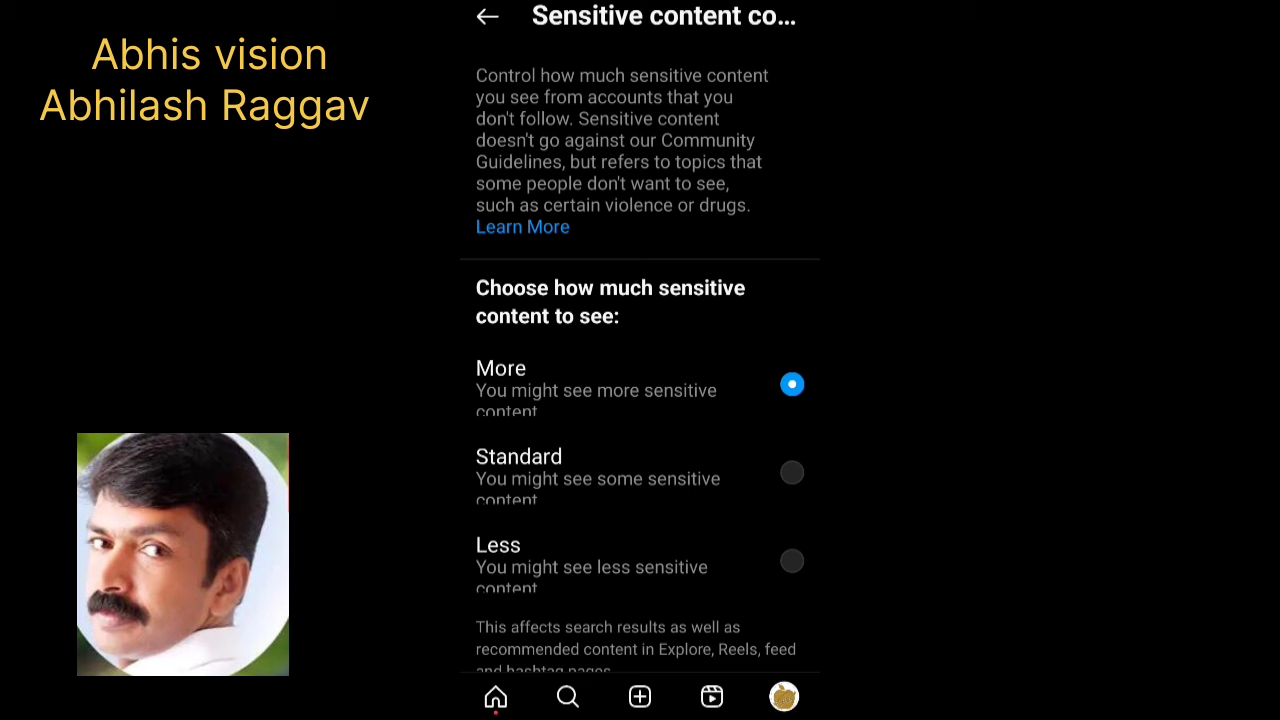 Abhis vision
Abhilash Raggav
Sensitive content co...
Control how much sensitive content
you see from accounts that you
don't follow. Sensitive content
doesn't go against our Community
Guidelines, but refers to topics that
some people don't want to see,
such as certain violence or drugs.
Learn More
Choose how much sensitive
content to see:
More
You might see more sensitive
content
Standard
You might see some sensitive
content
Less
You might see less sensitive
content
This affects search results as well as
recommended content in Explore, Reels, feed
and hashtag pages